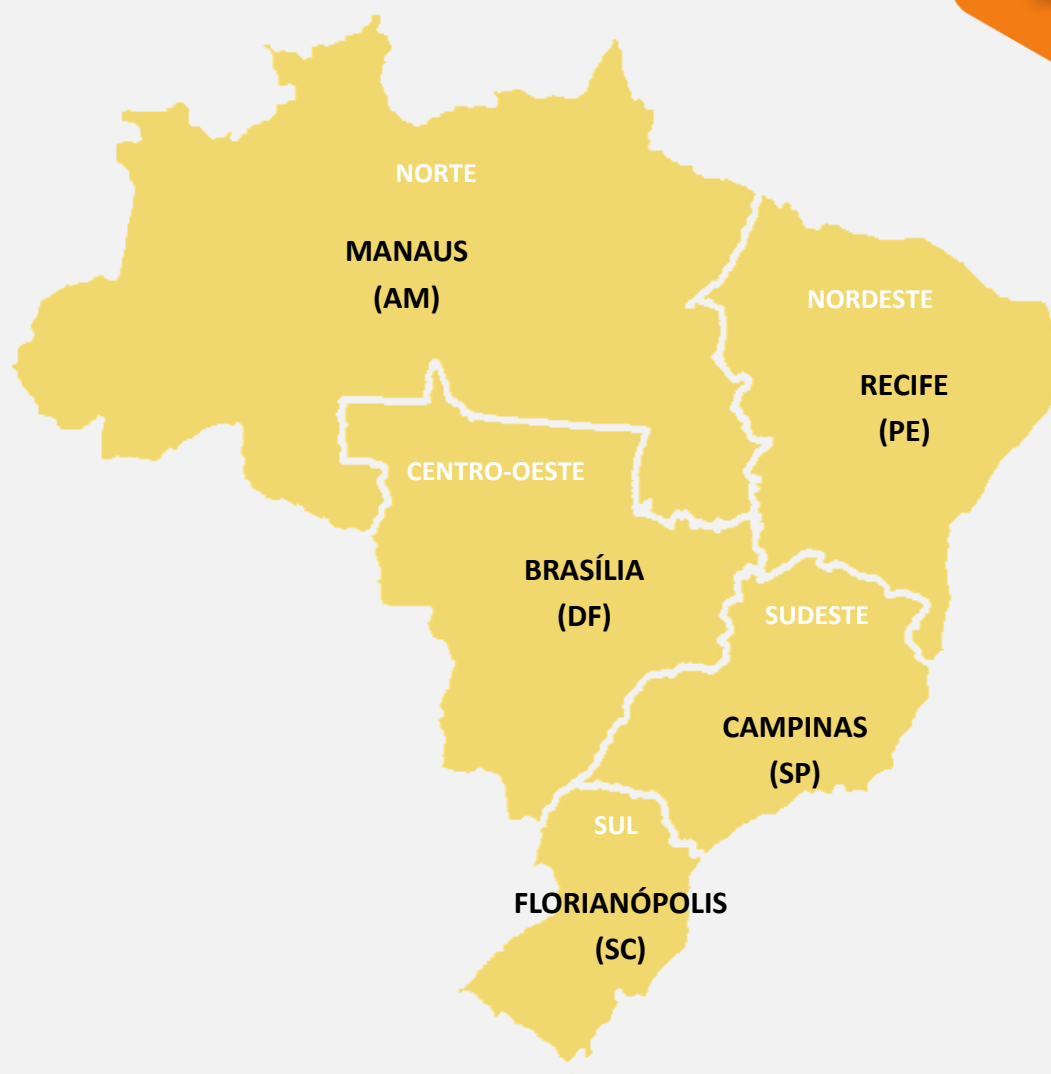 NORTE
MANAUS
(AM)
NORDESTE
RECIFE
(PE)
CENTRO-OESTE
BRASÍLIA
(DF)
SUDESTE
CAMPINAS
(SP)
SUL
FLORIANÓPOLIS
(SC)